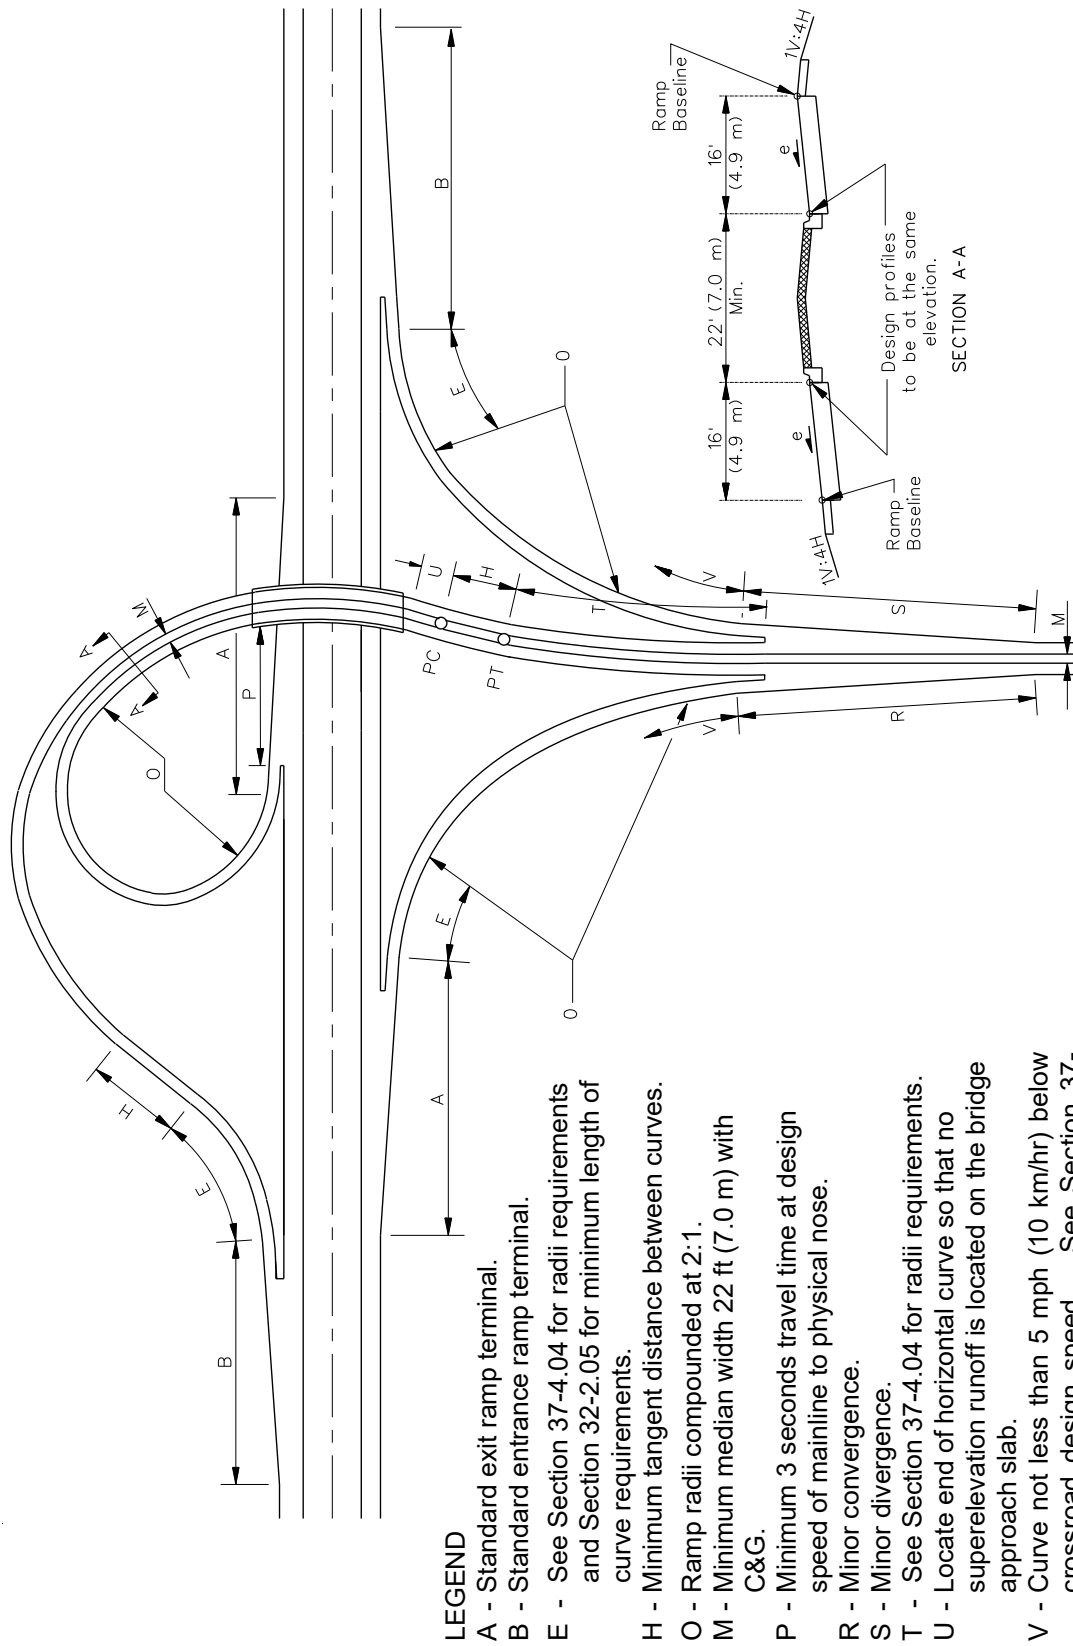 B
A
A
P
M
A
A
O
H
E
B
E
O
U
H
PC
PT
T
V
S
M
V
R
E
O
A
Ramp
Baseline
1V:4H
16'
(4.9 m)
e
22' (7.0 m)
Min.
16'
(4.9 m)
e
Design profiles
to be at the same
elevation.
Ramp
Baseline
1V:4H
SECTION A-A
LEGEND
A - Standard exit ramp terminal.
B - Standard entrance ramp terminal.
E - See Section 37-4.04 for radii requirements
and Section 32-2.05 for minimum length of
curve requirements.
H - Minimum tangent distance between curves.
O - Ramp radii compounded at 2:1.
M - Minimum median width 22 ft (7.0 m) with
C&G.
P - Minimum 3 seconds travel time at design
speed of mainline to physical nose.
R - Minor convergence.
S - Minor divergence.
T - See Section 37-4.04 for radii requirements.
U - Locate end of horizontal curve so that no
superelevation runoff is located on the bridge
approach slab.
V - Curve not less than 5 mph (10 km/hr) below
crossroad design speed. See Section 37-